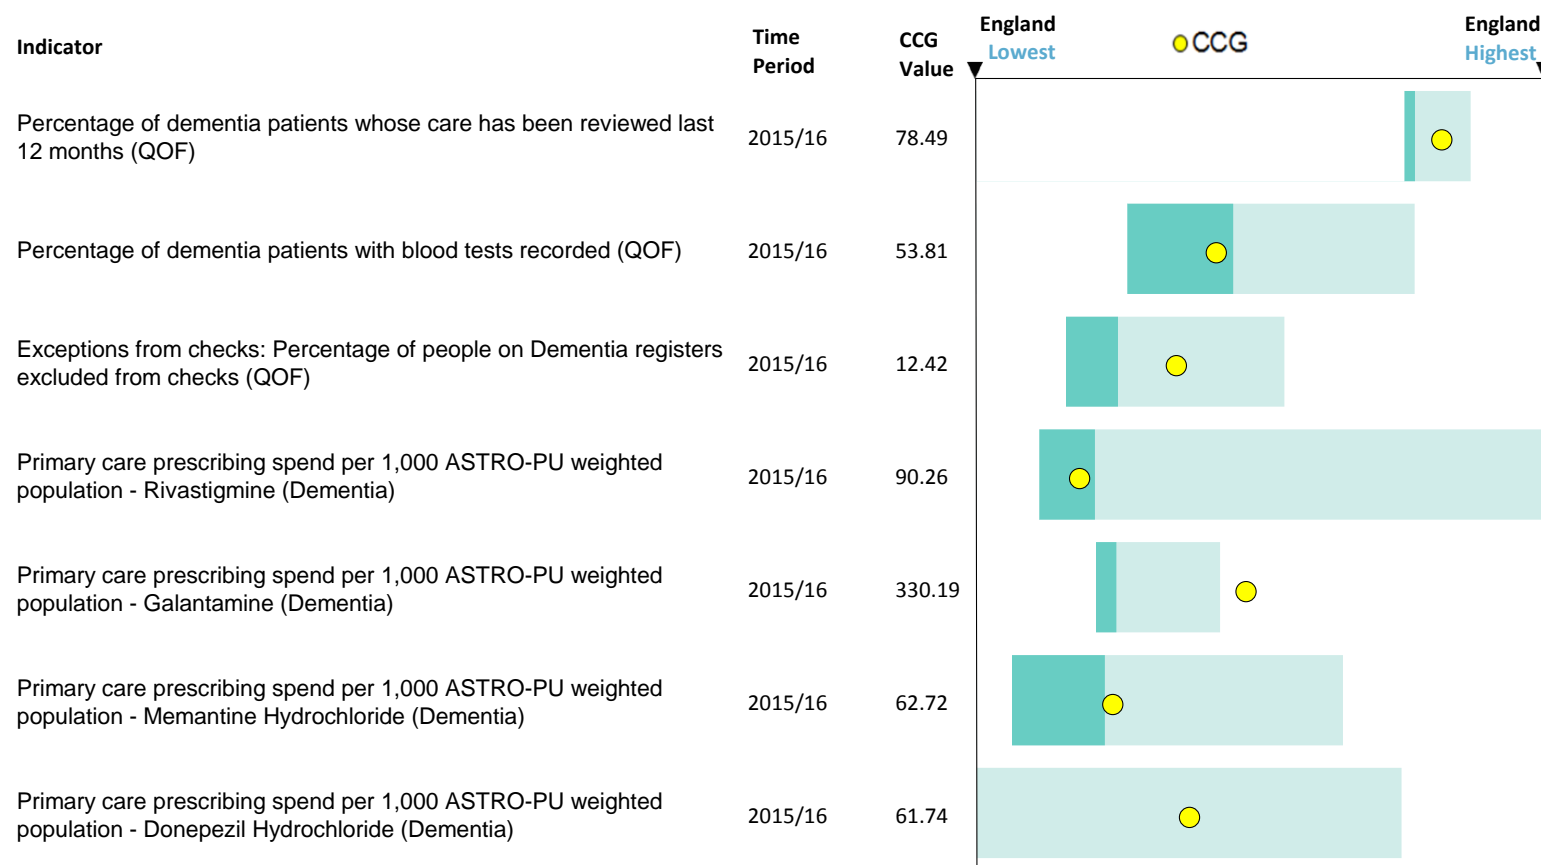 Indicator
Time
Period
CCG
Value
England
Lowest
CCG
England
Highest
Percentage of dementia patients whose care has been reviewed last
12 months (QOF)
2015/16
78.49
Percentage of dementia patients with blood tests recorded (QOF)
2015/16
53.81
Exceptions from checks: Percentage of people on Dementia registers
excluded from checks (QOF)
2015/16
12.42
Primary care prescribing spend per 1,000 ASTRO-PU weighted
population - Rivastigmine (Dementia)
2015/16
90.26
Primary care prescribing spend per 1,000 ASTRO-PU weighted
population - Galantamine (Dementia)
2015/16
330.19
Primary care prescribing spend per 1,000 ASTRO-PU weighted
population - Memantine Hydrochloride (Dementia)
2015/16
62.72
Primary care prescribing spend per 1,000 ASTRO-PU weighted
population - Donepezil Hydrochloride (Dementia)
2015/16
61.74